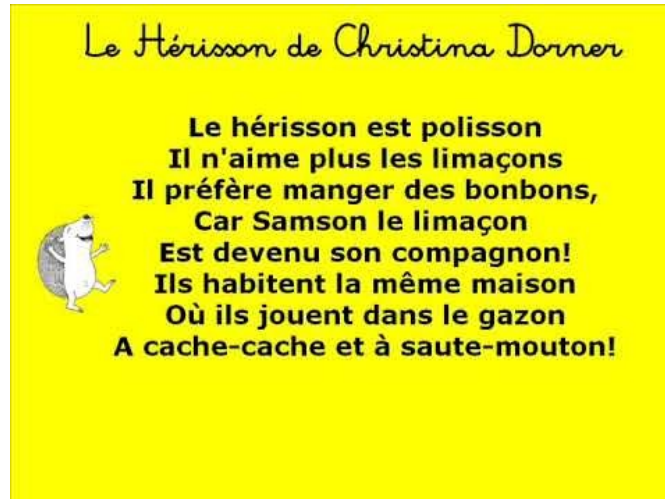 Le Hérisson de Christina Dorner
Le hérisson est polisson
Il n'aime plus les limaçons
Il préfère manger des bonbons,
Car Samson le limaçon
Est devenu son compagnon!
Ils habitent la même maison
Où ils jouent dans le gazon
A cache-cache et à saute-mouton!